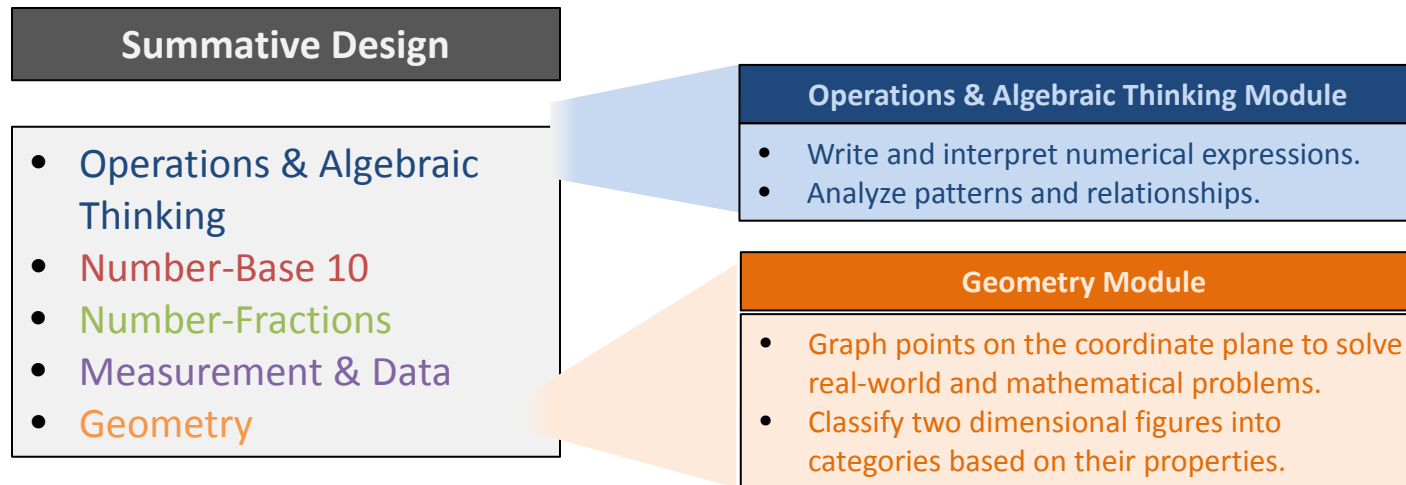 Summative Design
• Operations & Algebraic
Thinking
• Number-Base 10
• Number-Fractions
• Measurement & Data
• Geometry
Operations & Algebraic Thinking Module
• Write and interpret numerical expressions.
• Analyze patterns and relationships.
Geometry Module
• Graph points on the coordinate plane to solve
real-world and mathematical problems.
• Classify two dimensional figures into
categories based on their properties.